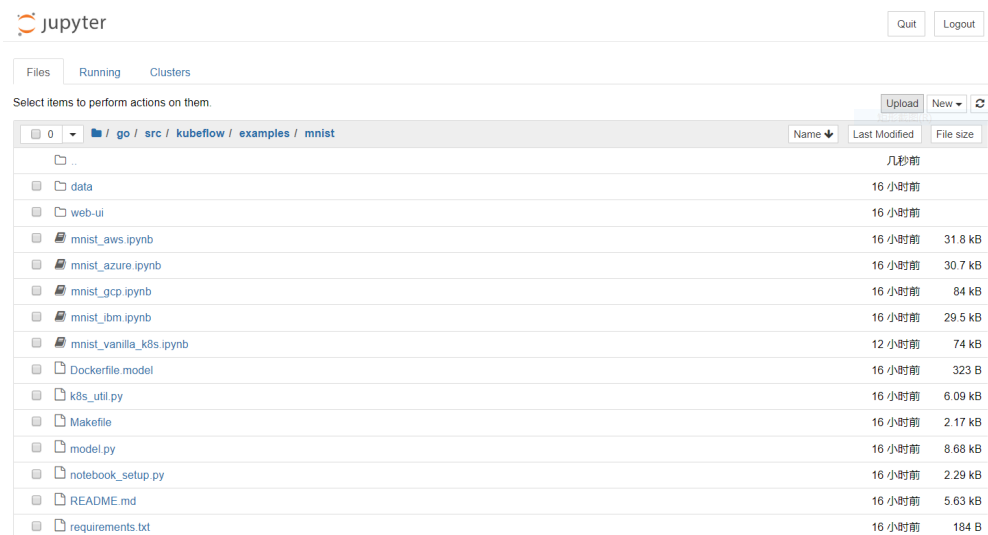 jupyter Quit Logout
Files Running Clusters
Select items to perform actions on them. Upload New
0 / go / src / kubeflow / examples / mnist Name Last Modified File size
.. 几秒前
data 16 小时前
web-ui 16 小时前
mnist_aws.ipynb 16 小时前 31.8 kB
mnist_azure.ipynb 16 小时前 30.7 kB
mnist_gcp.ipynb 16 小时前 84 kB
mnist_ibm.ipynb 16 小时前 29.5 kB
mnist_vanilla_k8s.ipynb 12 小时前 74 kB
Dockerfile.model 16 小时前 323 B
k8s_util.py 16 小时前 6.09 kB
Makefile 16 小时前 2.17 kB
model.py 16 小时前 8.68 kB
notebook_setup.py 16 小时前 2.29 kB
README.md 16 小时前 5.63 kB
requirements.txt 16 小时前 184 B